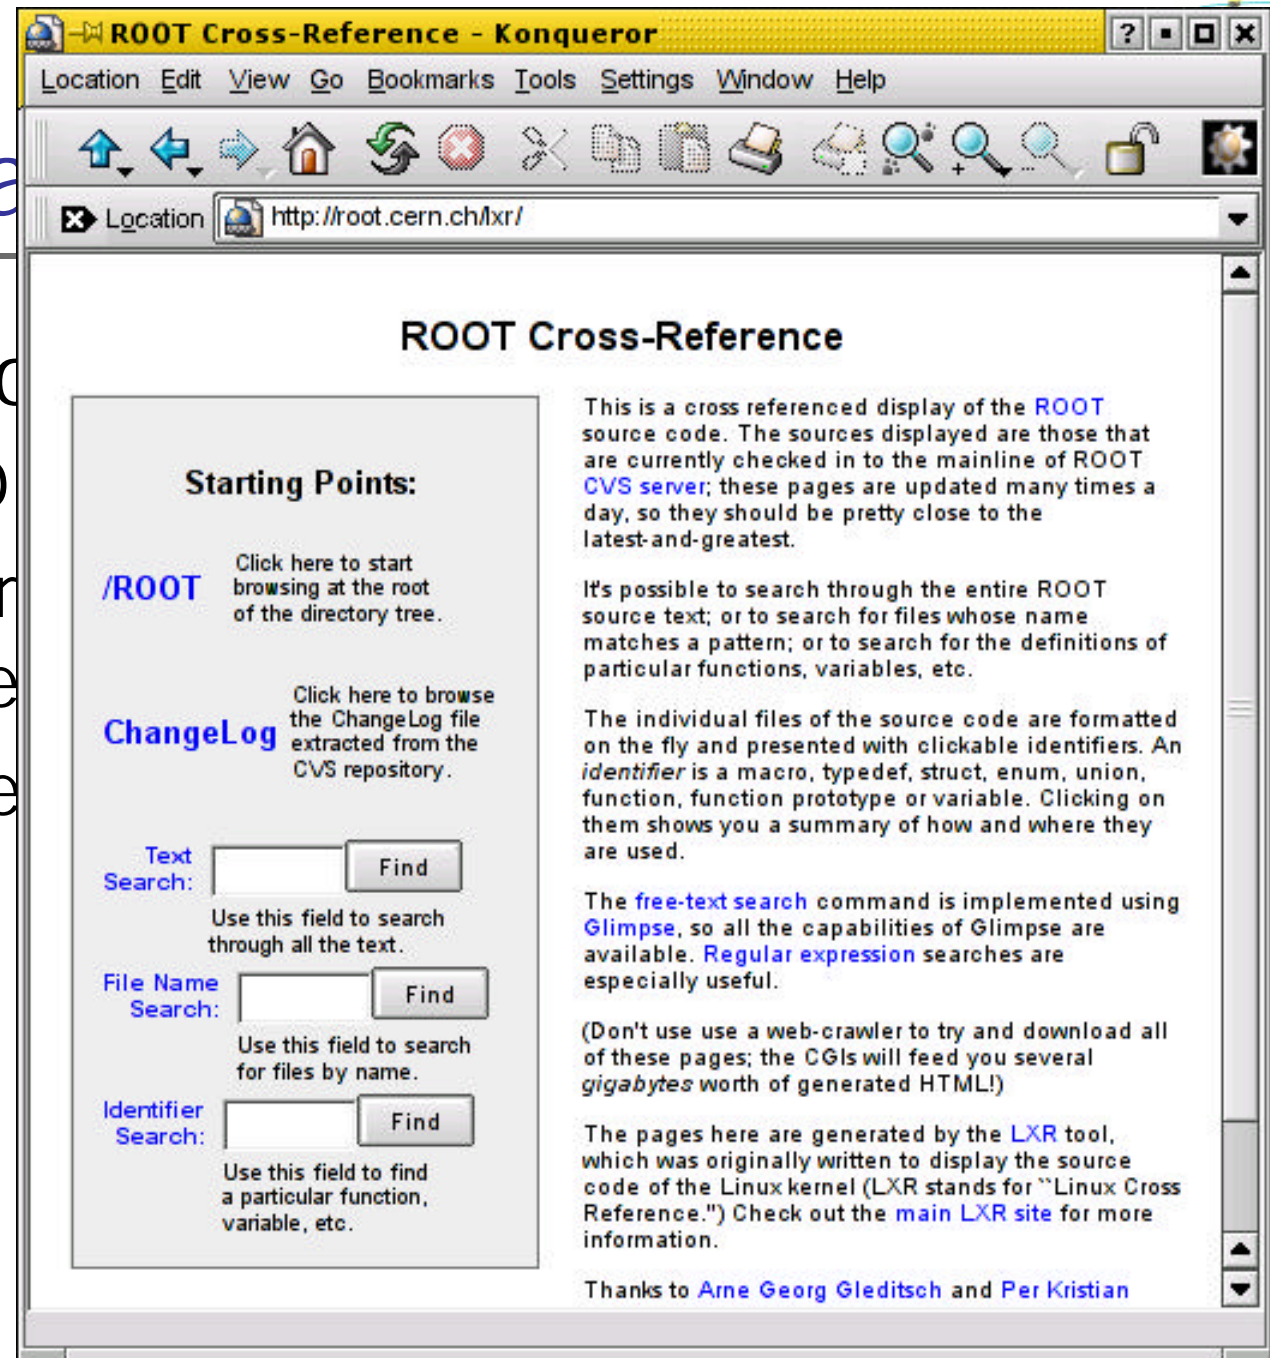 ROOT Cross-Reference - Konqueror
Location Edit View Go Bookmarks Tools Settings Window Help
Location http://root.cern.ch/lxr/
ROOT Cross-Reference
Starting Points:
/ROOT
Click here to start
browsing at the root
of the directory tree.
ChangeLog
Click here to browse
the ChangeLog file
extracted from the
CVS repository.
Text
Search:
Find
Use this field to search
through all the text.
File Name
Search:
Find
Use this field to search
for files by name.
Identifier
Search:
Find
Use this field to find
a particular function,
variable, etc.
This is a cross referenced display of the ROOT
source code. The sources displayed are those that
are currently checked in to the mainline of ROOT
CVS server; these pages are updated many times a
day, so they should be pretty close to the
latest-and-greatest.
It's possible to search through the entire ROOT
source text; or to search for files whose name
matches a pattern; or to search for the definitions of
particular functions, variables, etc.
The individual files of the source code are formatted
on the fly and presented with clickable identifiers. An
identifier is a macro, typedef, struct, enum, union,
function, function prototype or variable. Clicking on
them shows you a summary of how and where they
are used.
The free-text search command is implemented using
Glimpse, so all the capabilities of Glimpse are
available. Regular expression searches are
especially useful.
(Don't use use a web-crawler to try and download all
of these pages; the CGIs will feed you several
gigabytes worth of generated HTML!)
The pages here are generated by the LXR tool,
which was originally written to display the source
code of the Linux kernel (LXR stands for ``Linux Cross
Reference.'') Check out the main LXR site for more
information.
Thanks to Arne Georg Gleditsch and Per Kristian